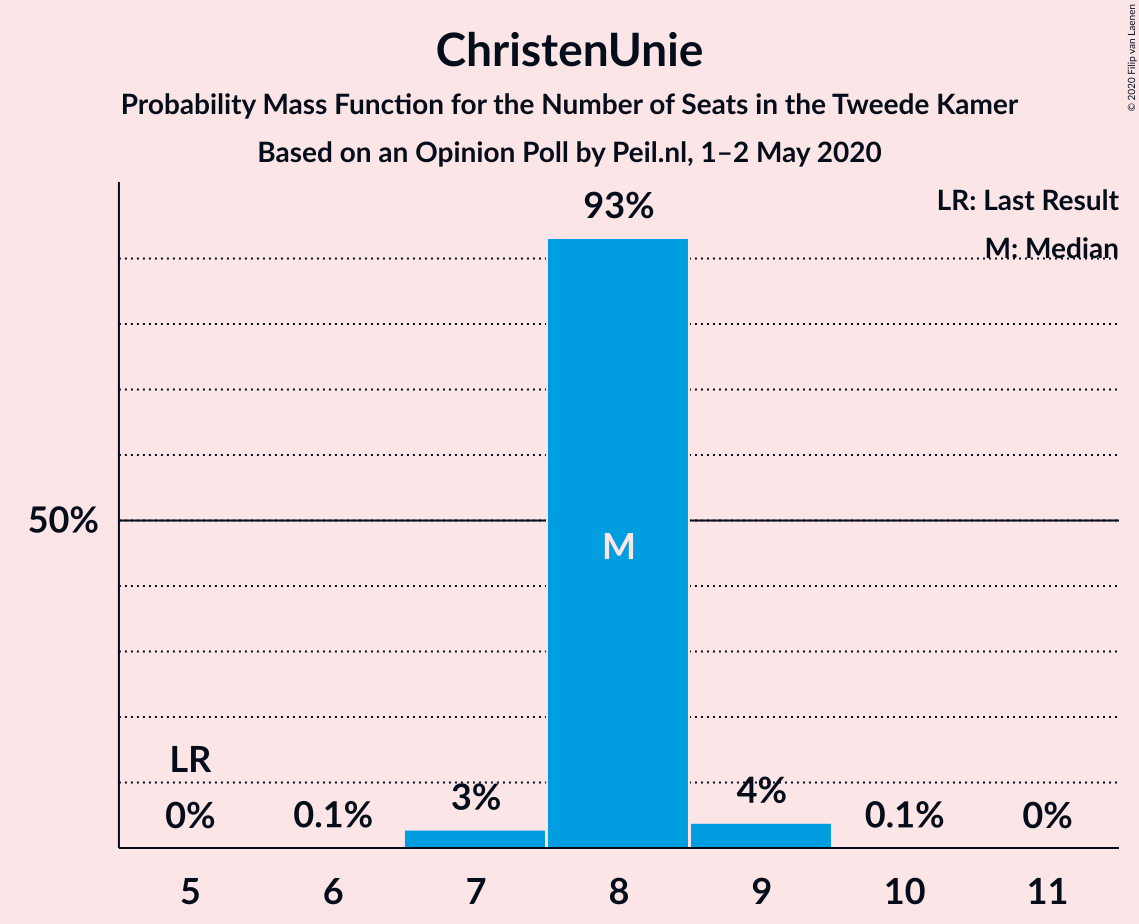 ChristenUnie
Probability Mass Function for the Number of Seats in the Tweede Kamer
Based on an Opinion Poll by Peil.nl, 1–2 May 2020
© 2020 Filip van Laenen
LR: Last Result
M: Median
93%
50%
M
LR
0%
0.1%
3%
4%
0.1%
0%
5 6 7 8 9 10 11